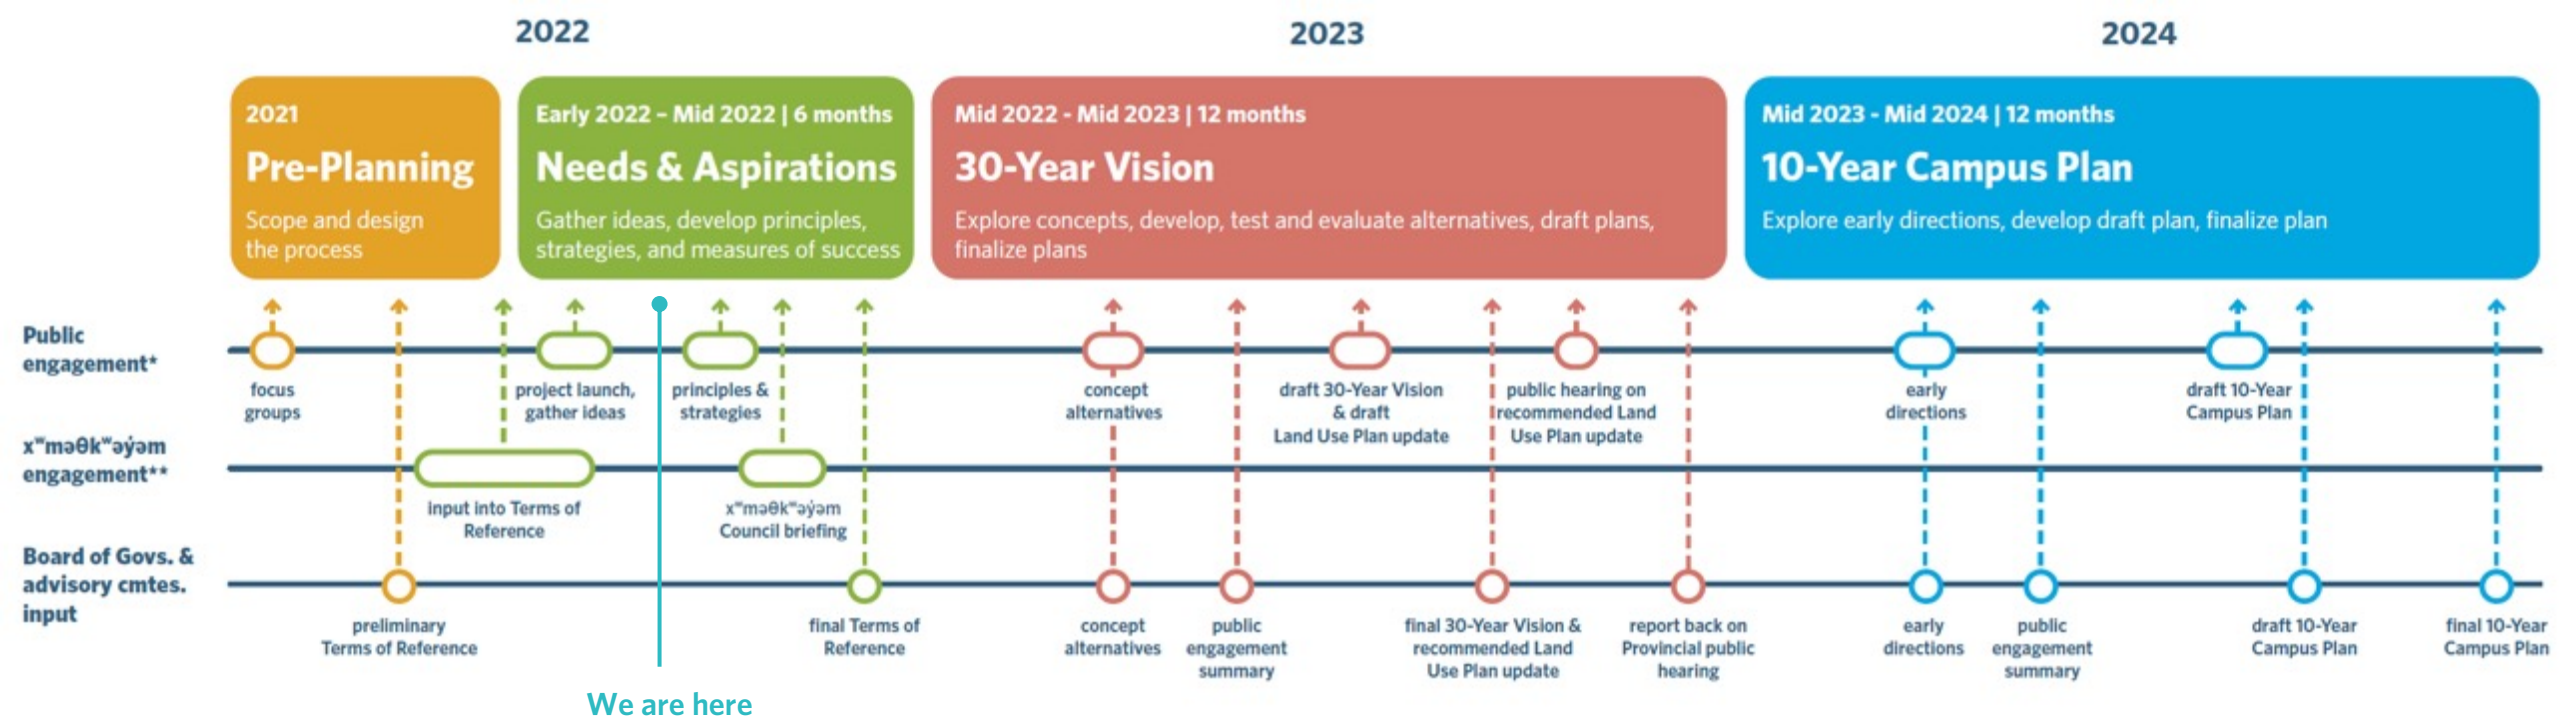 2022
2023
2024
2021
Pre-Planning
Scope and design
the process
Early 2022 – Mid 2022 | 6 months
Needs & Aspirations
Gather ideas, develop principles,
strategies, and measures of success
Mid 2022 - Mid 2023 | 12 months
30-Year Vision
Explore concepts, develop, test and evaluate alternatives, draft plans,
finalize plans
Mid 2023 - Mid 2024 | 12 months
10-Year Campus Plan
Explore early directions, develop draft plan, finalize plan
Public
engagement*
focus
groups
project launch,
gather ideas
principles &
strategies
concept
alternatives
draft 30-Year Vision
& draft
Land Use Plan update
public hearing on
recommended Land
Use Plan update
early
directions
draft 10-Year
Campus Plan
xʷməθkʷəy̓əm
engagement**
input into Terms of
Reference
xʷməθkʷəy̓əm
Council briefing
Board of Govs. &
advisory cmtes.
input
preliminary
Terms of Reference
final Terms of
Reference
concept
alternatives
public
engagement
summary
final 30-Year Vision &
recommended Land
Use Plan update
report back on
Provincial public
hearing
early
directions
public
engagement
summary
draft 10-Year
Campus Plan
final 10-Year
Campus Plan
We are here